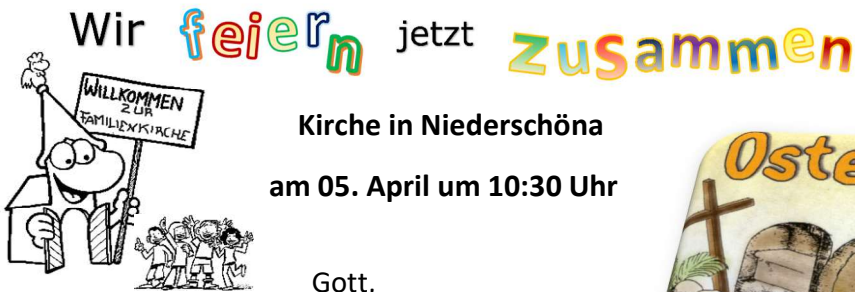 Wir feiern jetzt zusammen
WILLKOMMEN
ZUR
FAMILIENKIRCHE
Kirche in Niederschöna
am 05. April um 10:30 Uhr
Oste
Gott.